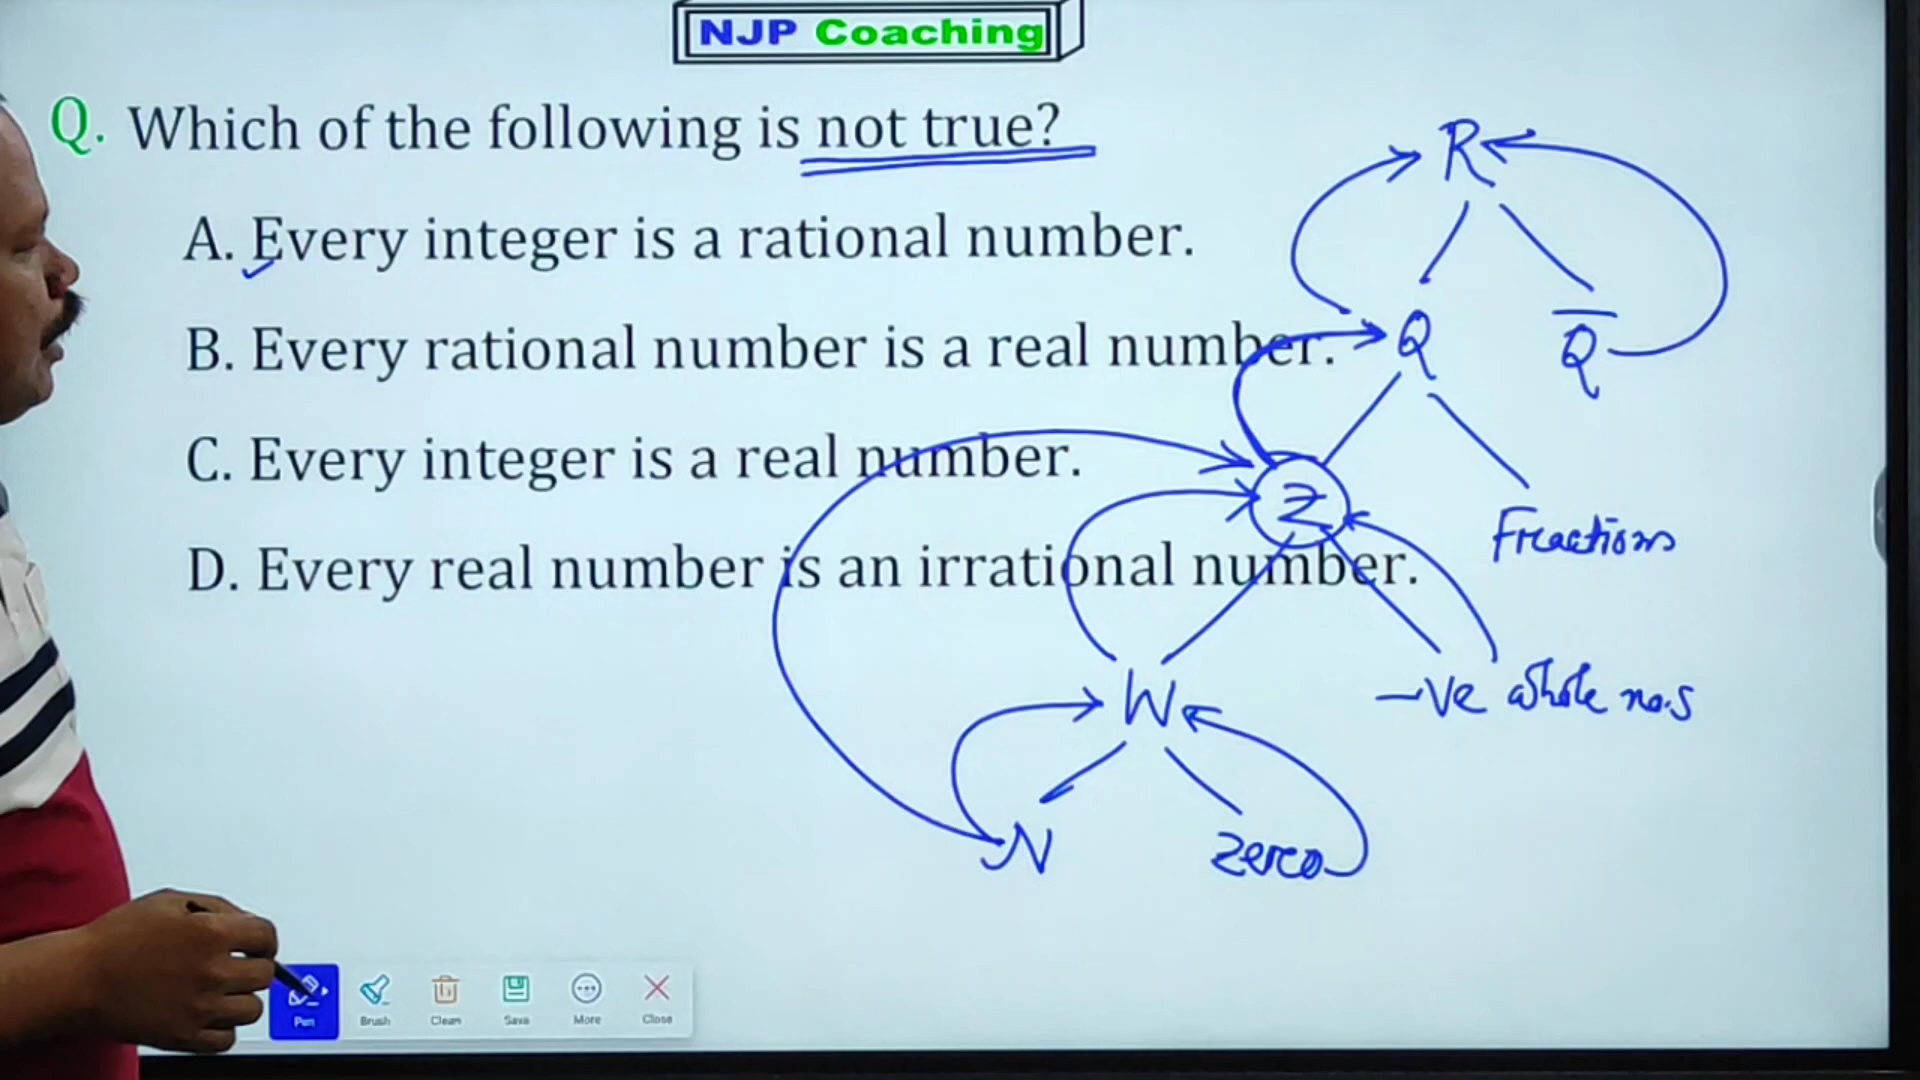 NJP Coaching
Q. Which of the following is not true?
A. Every integer is a rational number.
B. Every rational number is a real number.
C. Every integer is a real number.
D. Every real number is an irrational number.
R
Q Q̅
Z Fractions
W -ve whole no.s
N Zero
Pen Brush Clean Save More Close